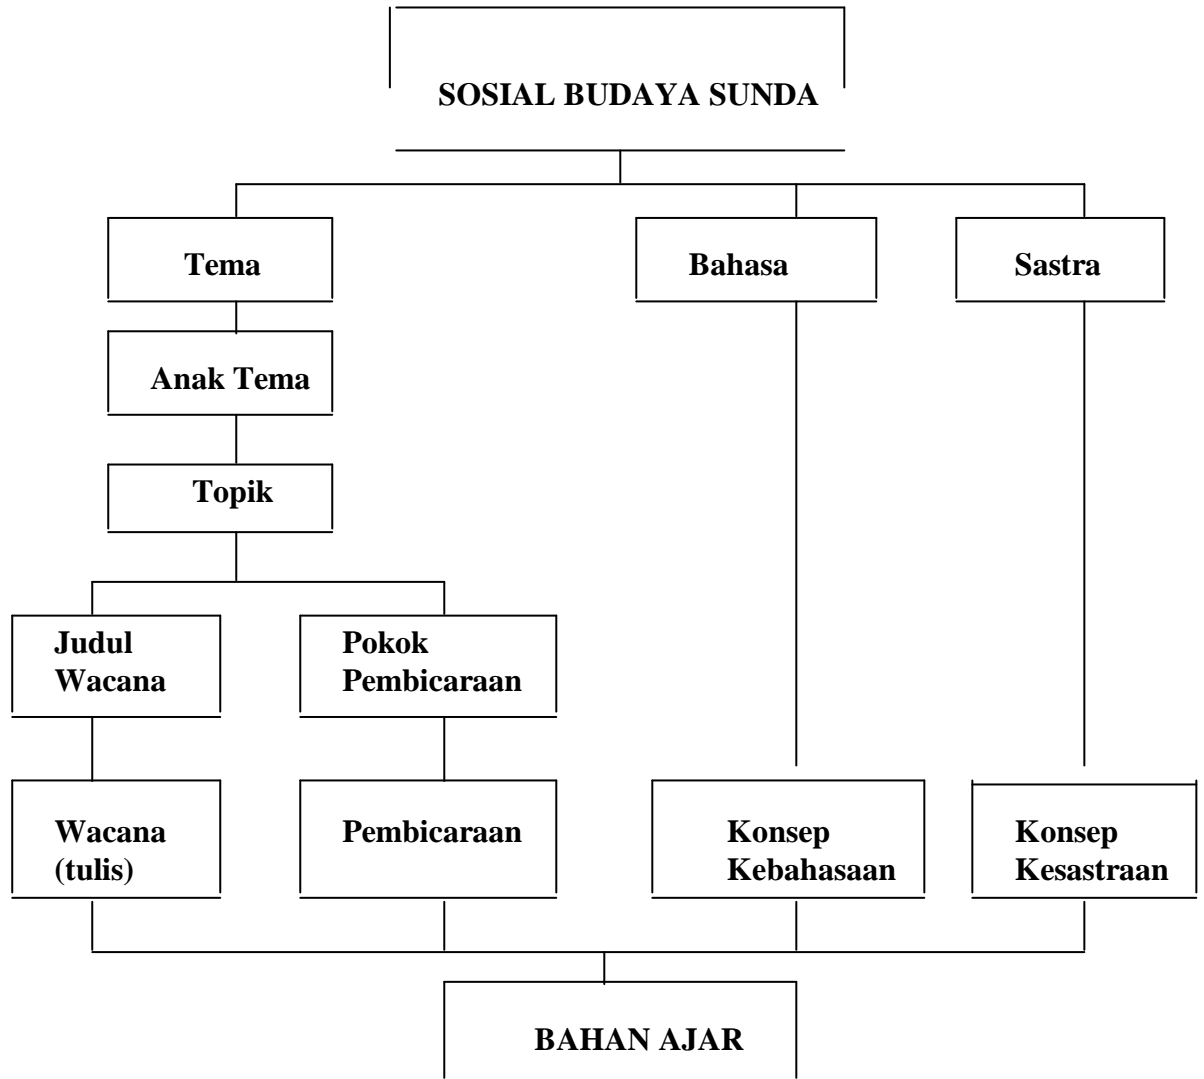 SOSIAL BUDAYA SUNDA
Tema
Bahasa
Sastra
Anak Tema
Topik
Judul
Wacana
Pokok
Pembicaraan
Wacana
(tulis)
Pembicaraan
Konsep
Kebahasaan
Konsep
Kesastraan
BAHAN AJAR